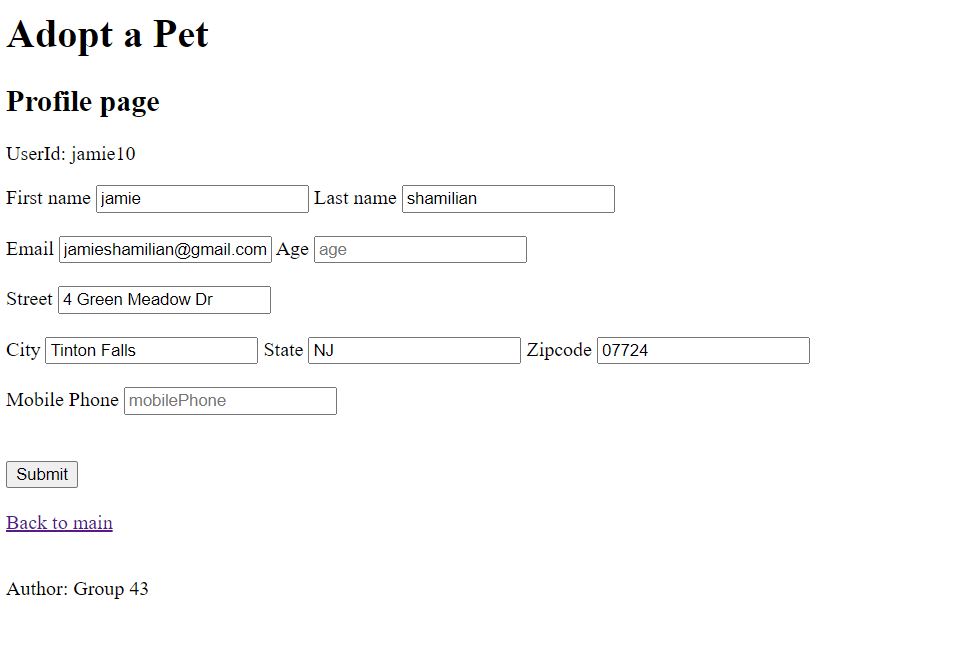 Adopt a Pet
Profile page
UserId: jamie10
First name jamie Last name shamilian
Email jamieshamilian@gmail.com Age age
Street 4 Green Meadow Dr
City Tinton Falls State NJ Zipcode 07724
Mobile Phone mobilePhone
Submit
Back to main
Author: Group 43